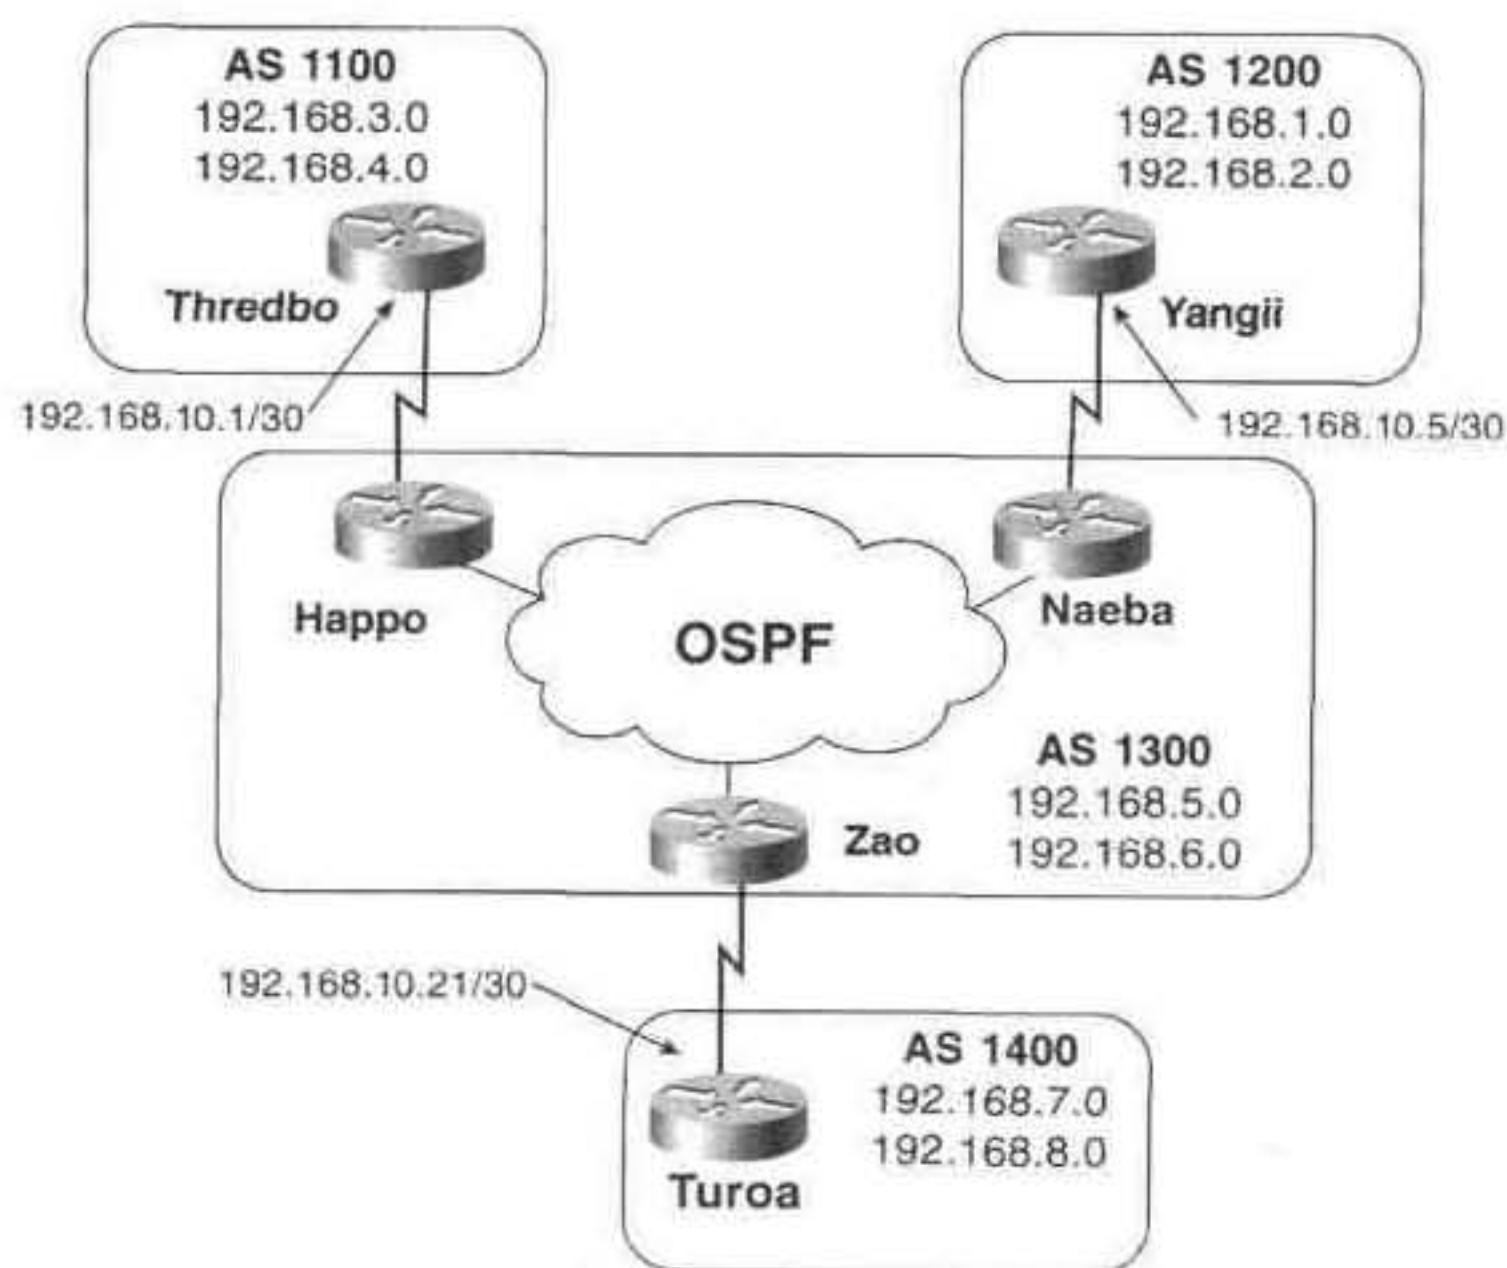 AS 1100
192.168.3.0
192.168.4.0
Thredbo
192.168.10.1/30
AS 1200
192.168.1.0
192.168.2.0
Yangii
192.168.10.5/30
Happo
OSPF
Naeba
AS 1300
192.168.5.0
192.168.6.0
Zao
192.168.10.21/30
AS 1400
192.168.7.0
192.168.8.0
Turoa